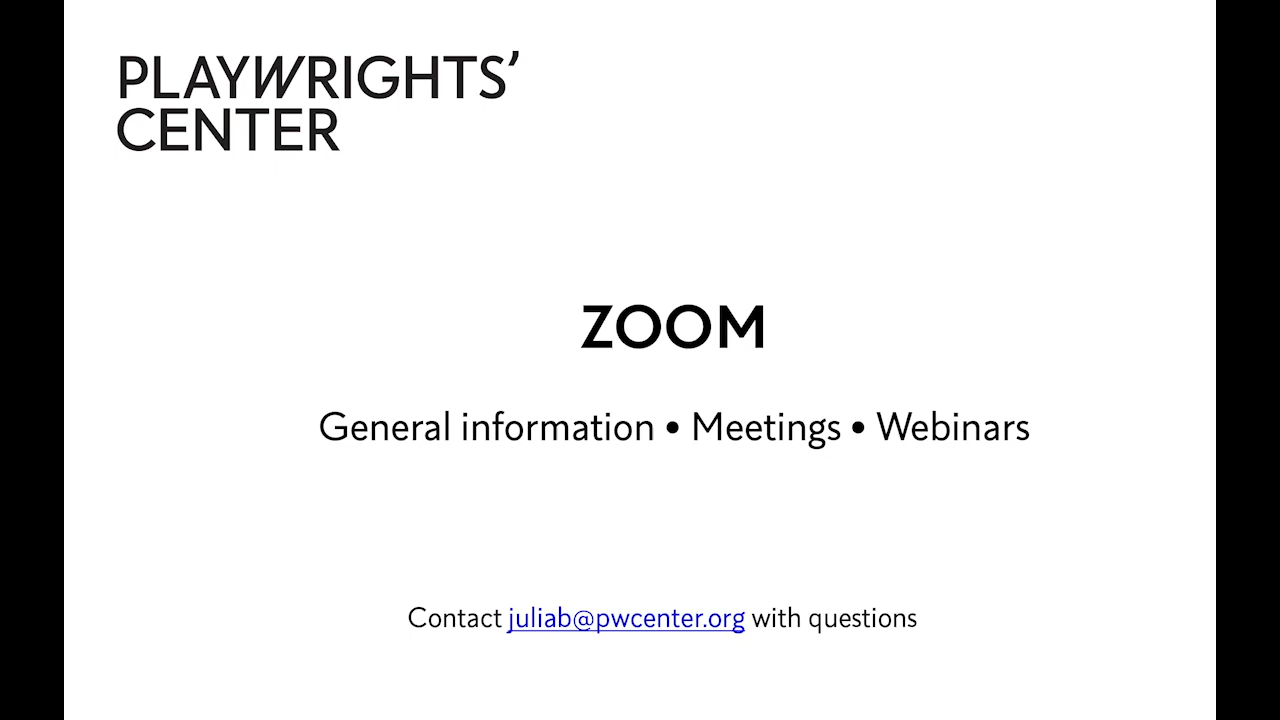 PLAYWRIGHTS’
CENTER
ZOOM
General information • Meetings • Webinars
Contact juliab@pwcenter.org with questions